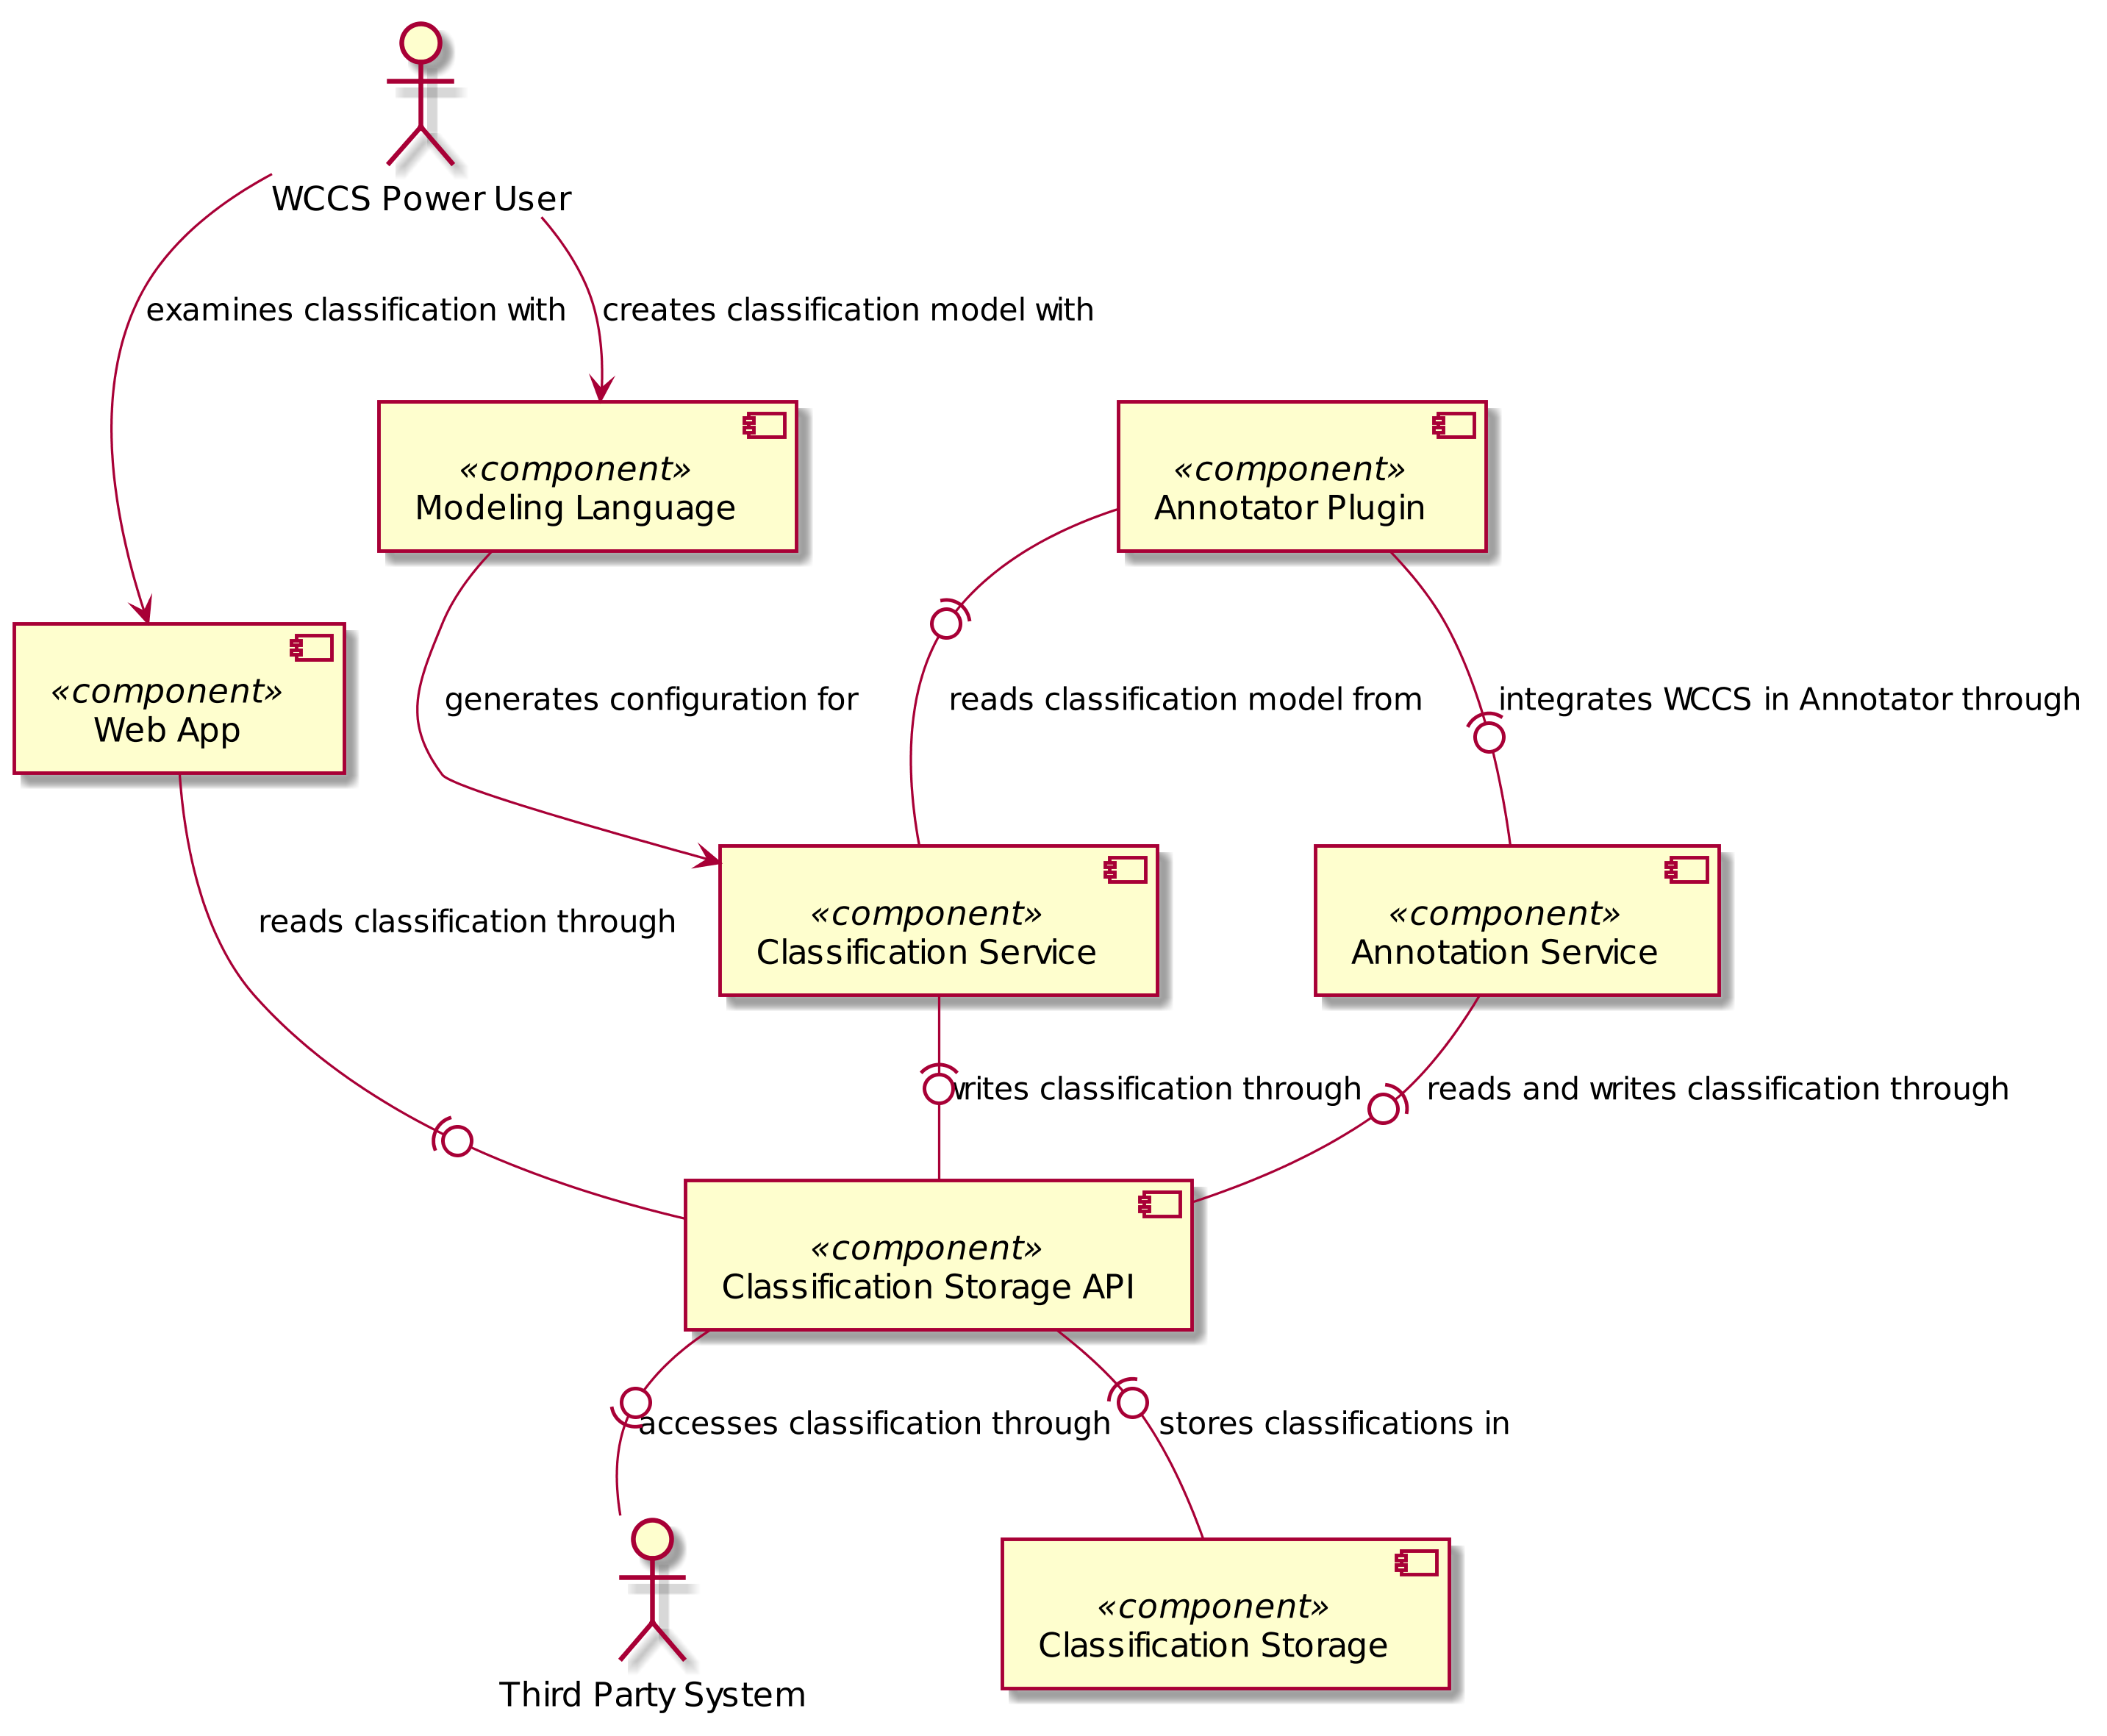 WCCS Power User
examines classification with
creates classification model with
«component»
Modeling Language
«component»
Annotator Plugin
«component»
Web App
generates configuration for
reads classification model from
integrates WCCS in Annotator through
«component»
Classification Service
«component»
Annotation Service
reads classification through
writes classification through
reads and writes classification through
«component»
Classification Storage API
accesses classification through
stores classifications in
«component»
Classification Storage
Third Party System